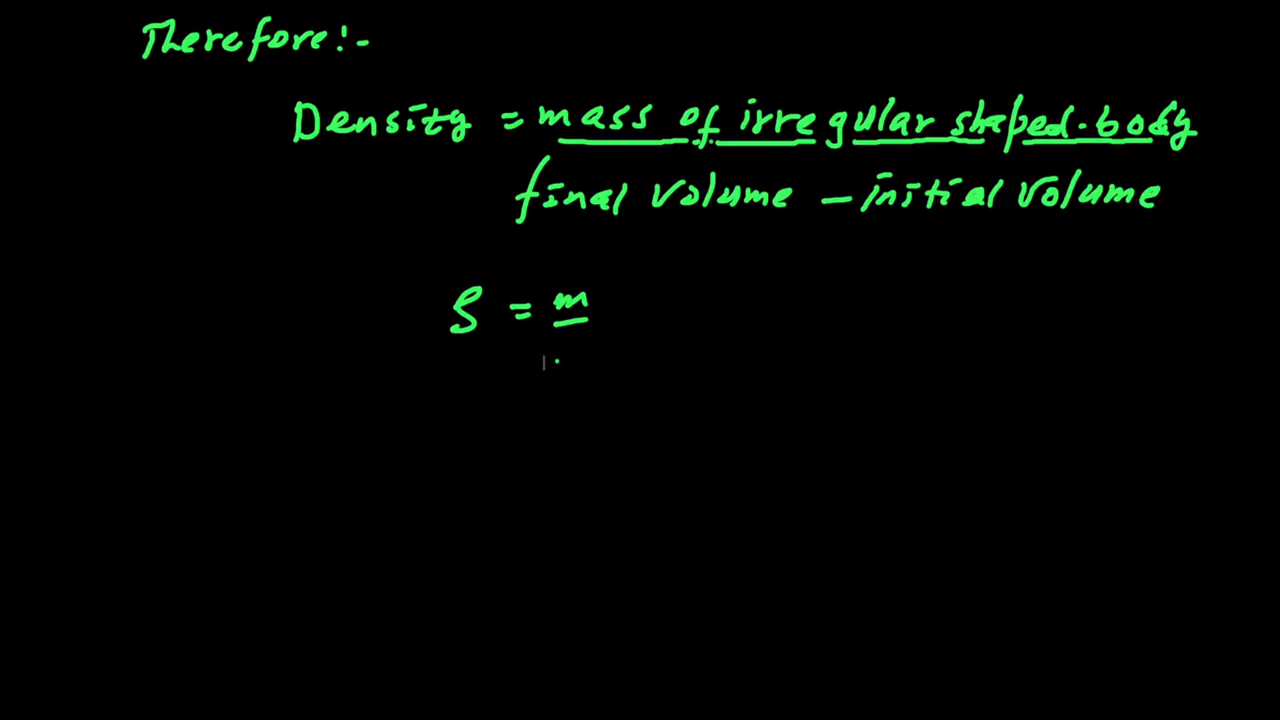 Therefore:-
Density = mass of irregular shaped-body
final volume - initial volume
ρ = m